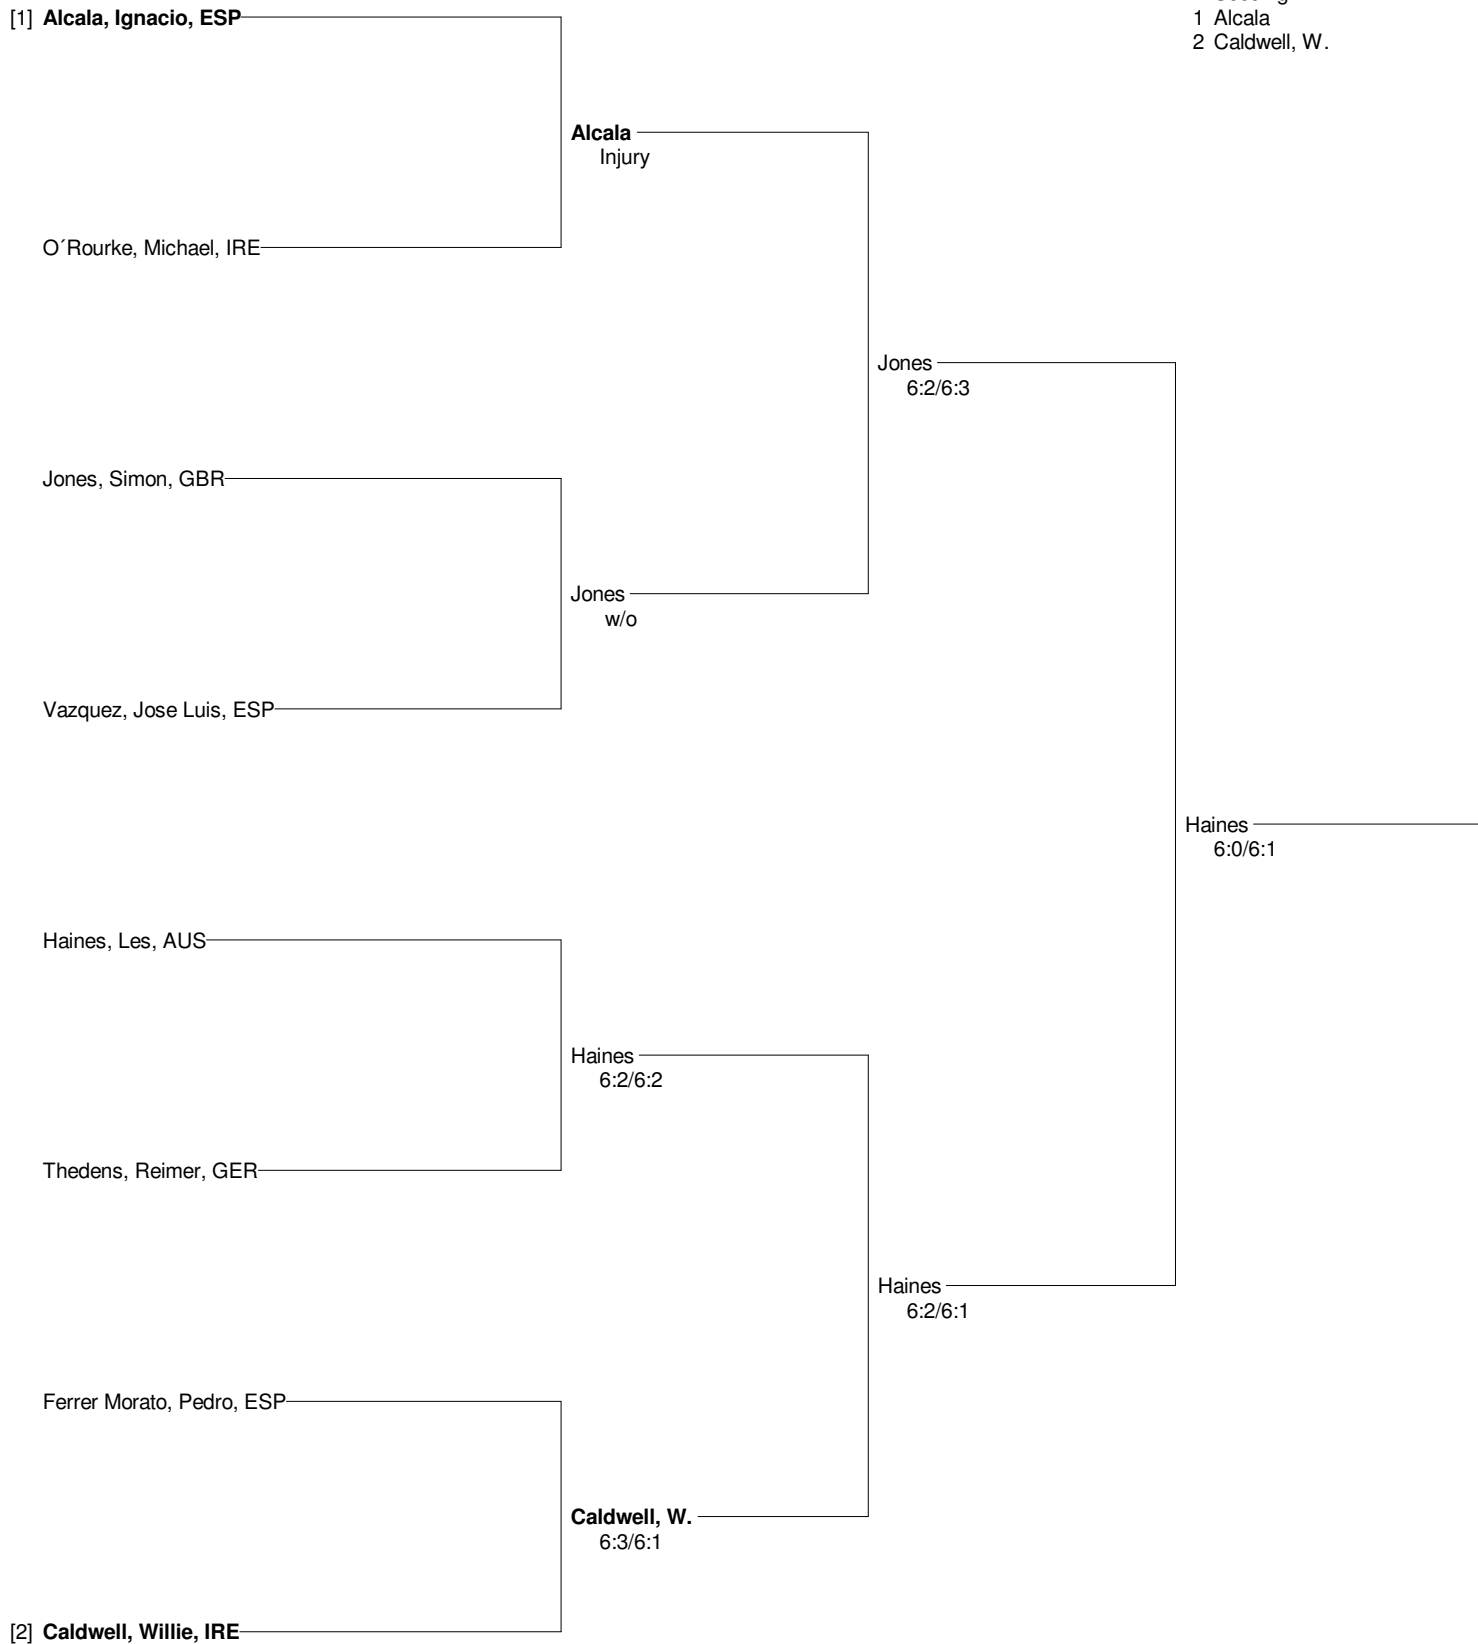 [1] Alcala, Ignacio, ESP
1 Alcala
2 Caldwell, W.
Alcala
Injury
O´Rourke, Michael, IRE
Jones
6:2/6:3
Jones, Simon, GBR
Jones
w/o
Vazquez, Jose Luis, ESP
Haines
6:0/6:1
Haines, Les, AUS
Haines
6:2/6:2
Thedens, Reimer, GER
Haines
6:2/6:1
Ferrer Morato, Pedro, ESP
Caldwell, W.
6:3/6:1
[2] Caldwell, Willie, IRE